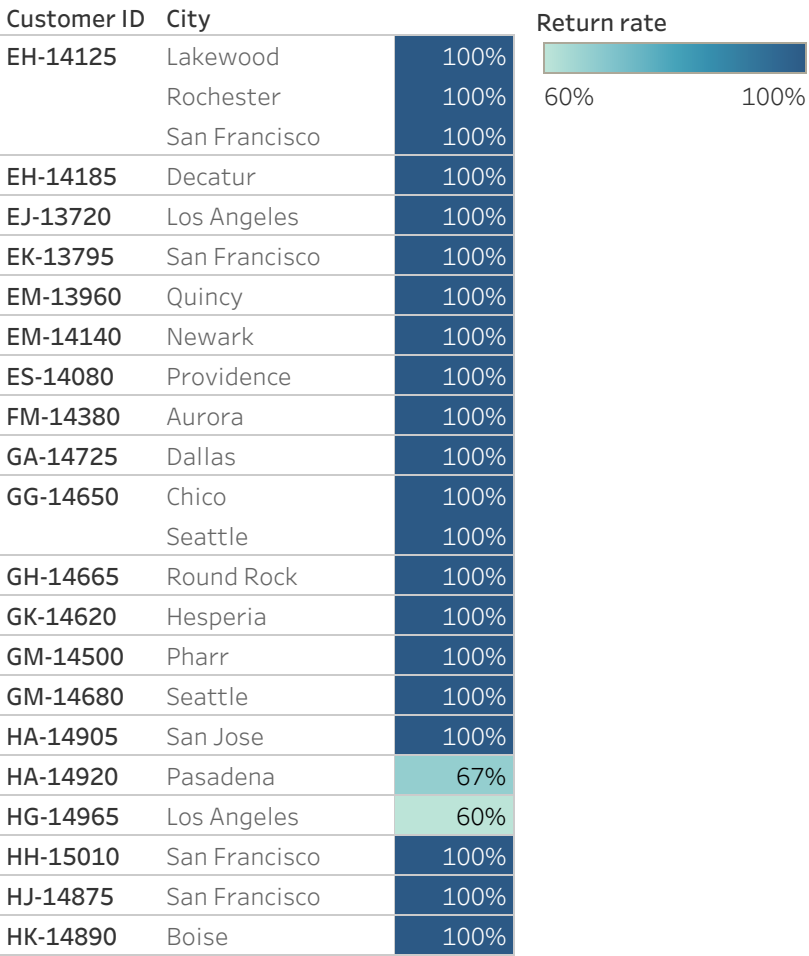 Customer ID City
EH-14125 Lakewood 100%
Rochester 100%
San Francisco 100%
EH-14185 Decatur 100%
EJ-13720 Los Angeles 100%
EK-13795 San Francisco 100%
EM-13960 Quincy 100%
EM-14140 Newark 100%
ES-14080 Providence 100%
FM-14380 Aurora 100%
GA-14725 Dallas 100%
GG-14650 Chico 100%
Seattle 100%
GH-14665 Round Rock 100%
GK-14620 Hesperia 100%
GM-14500 Pharr 100%
GM-14680 Seattle 100%
HA-14905 San Jose 100%
HA-14920 Pasadena 67%
HG-14965 Los Angeles 60%
HH-15010 San Francisco 100%
HJ-14875 San Francisco 100%
HK-14890 Boise 100%
Return rate
60% 100%